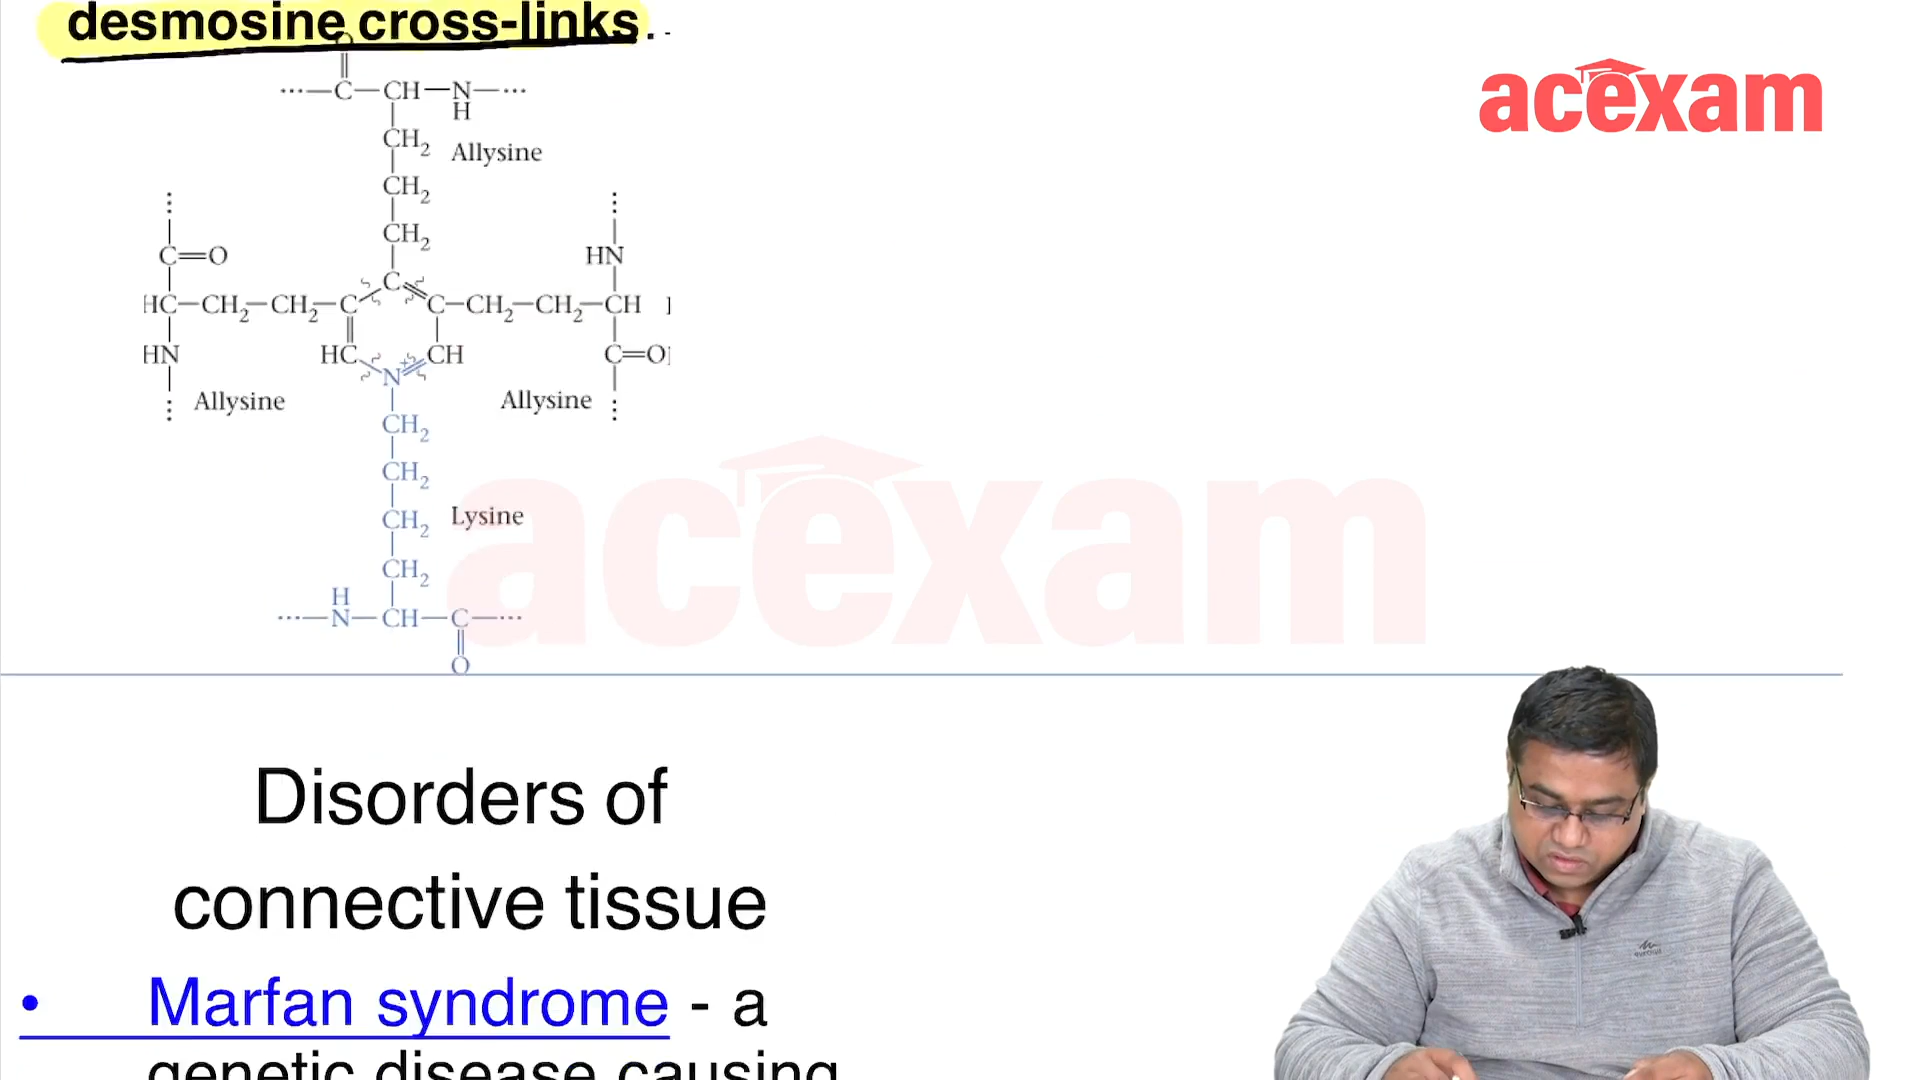 desmosine cross-links.
acexam
O
C—CH—N
H
CH2 Allysine
CH2
CH2
C=O HN
C
HC—CH2—CH2—C C—CH2—CH2—CH
HN HC N+ CH C=O
Allysine Allysine
CH2
CH2
CH2 Lysine
CH2
H
N—CH—C
O
acexam
Disorders of
connective tissue
• Marfan syndrome - a
genetic disease causing